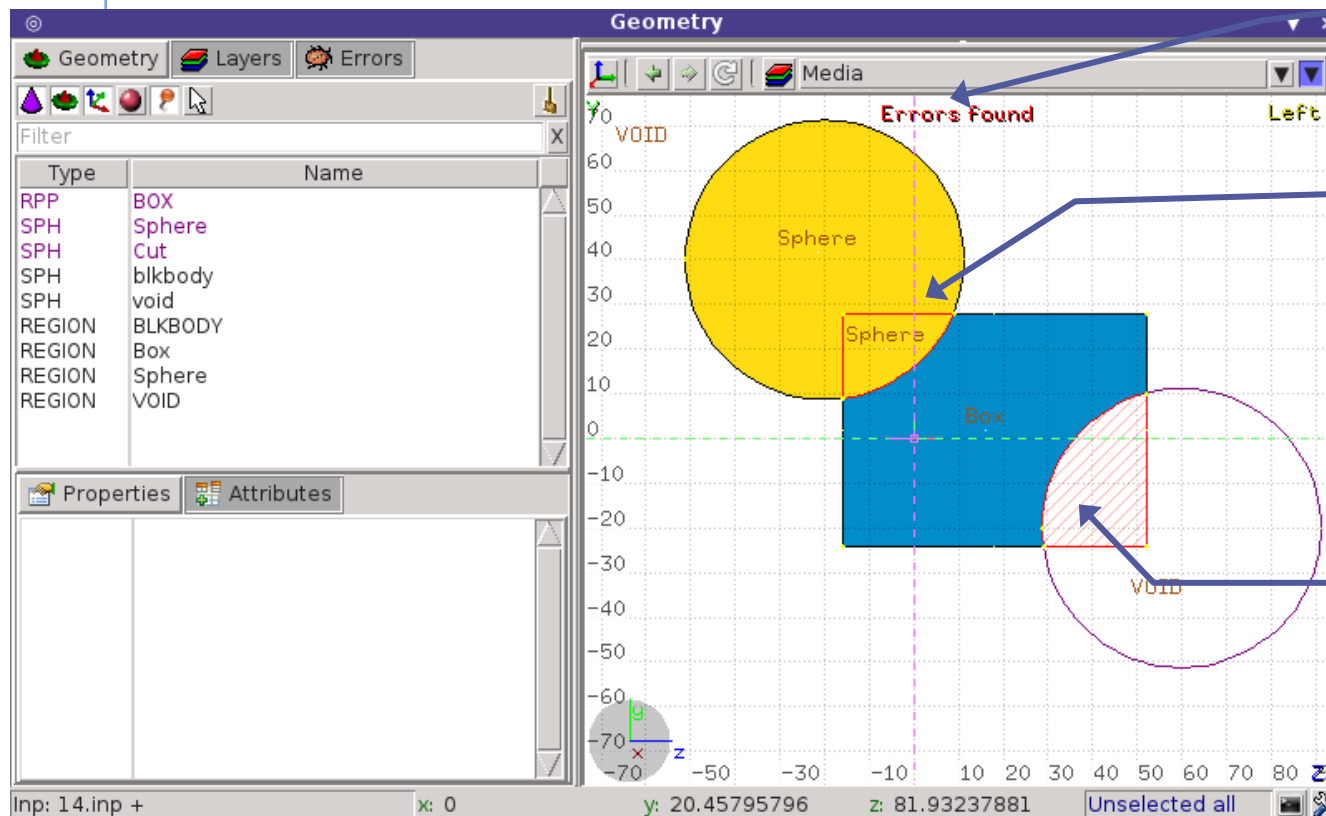 Geometry
Geometry Layers Errors
Filter X
Type Name
RPP BOX
SPH Sphere
SPH Cut
SPH blkbody
SPH void
REGION BLKBODY
REGION Box
REGION Sphere
REGION VOID
Properties Attributes
Media
Errors found
Left
Y
70
VOID
60
50
40
30
20
10
0
-10
-20
-30
-40
-50
-60
-70
Sphere
Sphere
Box
VOID
y
x z
-70 -50 -30 -10 10 20 30 40 50 60 70 80 Z
Inp: 14.inp + x: 0 y: 20.45795796 z: 81.93237881 Unselected all